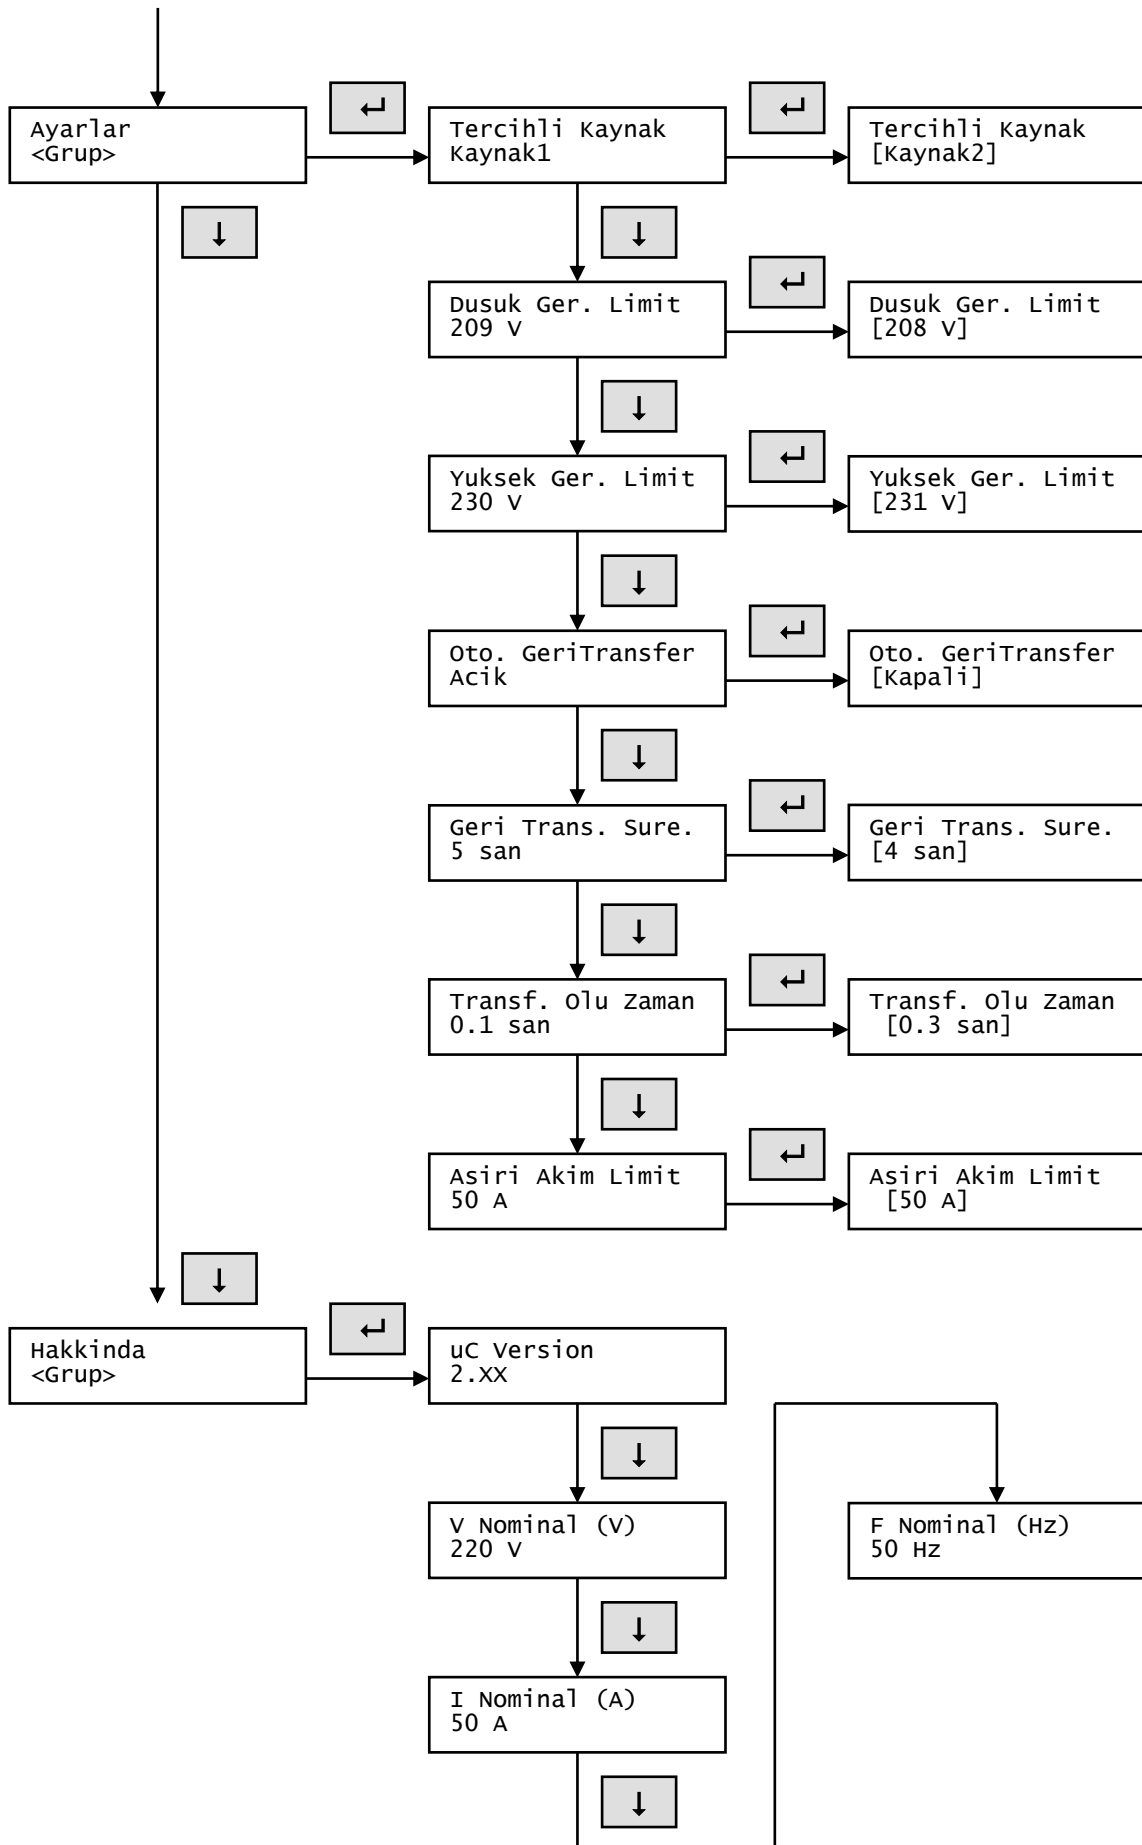 ↵
↵
Ayarlar
<Grup>
Tercihli Kaynak
Kaynak1
Tercihli Kaynak
[Kaynak2]
↓
↓
↵
Dusuk Ger. Limit
209 V
Dusuk Ger. Limit
[208 V]
↓
↵
Yuksek Ger. Limit
230 V
Yuksek Ger. Limit
[231 V]
↓
↵
Oto. GeriTransfer
Acik
Oto. GeriTransfer
[Kapali]
↓
↵
Geri Trans. Sure.
5 san
Geri Trans. Sure.
[4 san]
↓
↵
Transf. Olu Zaman
0.1 san
Transf. Olu Zaman
[0.3 san]
↓
↵
Asiri Akim Limit
50 A
Asiri Akim Limit
[50 A]
↓
↵
Hakkinda
<Grup>
uC Version
2.XX
↓
V Nominal (V)
220 V
F Nominal (Hz)
50 Hz
↓
I Nominal (A)
50 A
↓